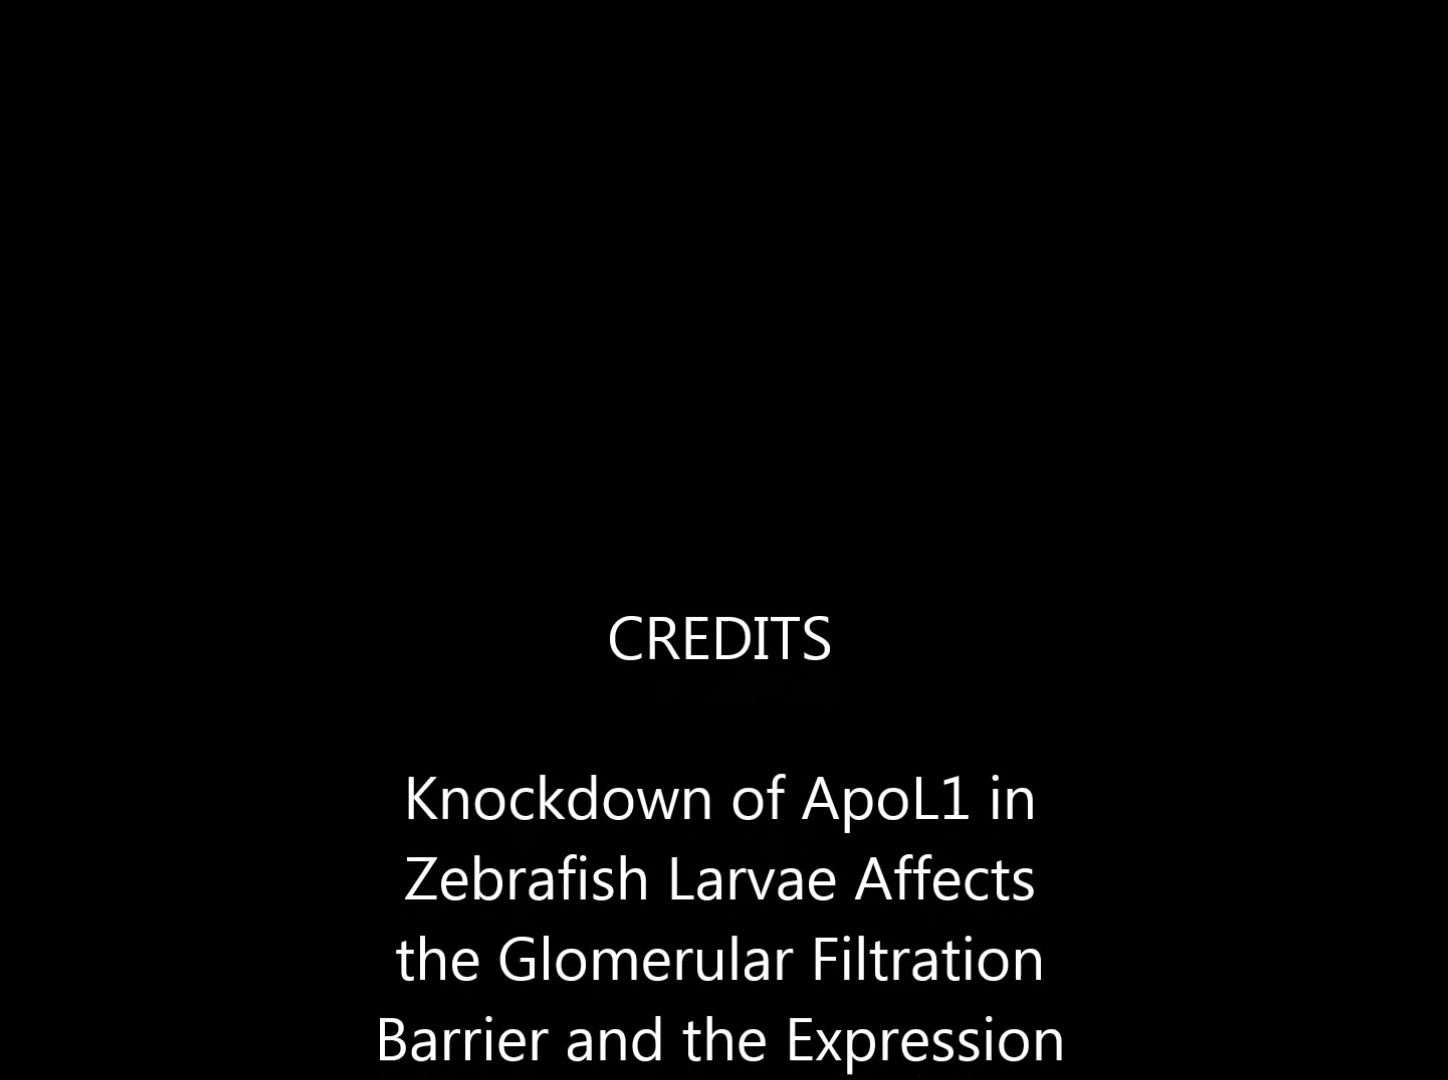 CREDITS
Knockdown of ApoL1 in
Zebrafish Larvae Affects
the Glomerular Filtration
Barrier and the Expression